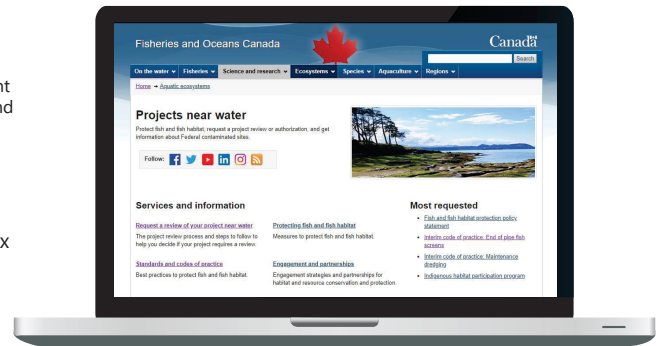 nt
nd
x
Fisheries and Oceans Canada
Canada
Search
On the water
Fisheries
Science and research
Ecosystems
Species
Aquaculture
Regions
Home → Aquatic ecosystems
Projects near water
Protect fish and fish habitat; request a project review or authorization, and get
information about Federal contaminated sites.
Follow:
Services and information
Request a review of your project near water
The project review process and steps to follow to
help you decide if your project requires a review.
Protecting fish and fish habitat
Measures to protect fish and fish habitat.
Standards and codes of practice
Best practices to protect fish and fish habitat.
Engagement and partnerships
Engagement strategies and partnerships for
habitat and resource conservation and protection.
Most requested
Fish and fish habitat protection policy
statement
Interim code of practice: End of pipe fish
screens
Interim code of practice: Maintenance
dredging
Indigenous habitat participation program